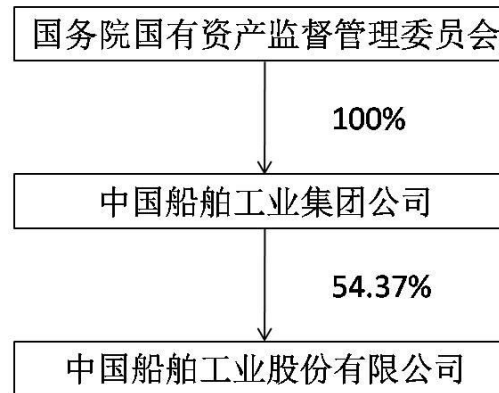 国务院国有资产监督管理委员会
100%
中国船舶工业集团公司
54.37%
中国船舶工业股份有限公司